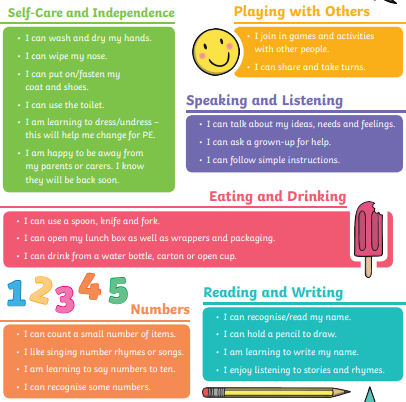 Self-Care and Independence
• I can wash and dry my hands.
• I can wipe my nose.
• I can put on/fasten my
coat and shoes.
• I can use the toilet.
• I am learning to dress/undress –
this will help me change for PE.
• I am happy to be away from
my parents or carers. I know
they will be back soon.
Playing with Others
• I join in games and activities
with other people.
• I can share and take turns.
Speaking and Listening
• I can talk about my ideas, needs and feelings.
• I can ask a grown-up for help.
• I can follow simple instructions.
Eating and Drinking
• I can use a spoon, knife and fork.
• I can open my lunch box as well as wrappers and packaging.
• I can drink from a water bottle, carton or open cup.
1 2 3 4 5
Numbers
• I can count a small number of items.
• I like singing number rhymes or songs.
• I am learning to say numbers to ten.
• I can recognise some numbers.
Reading and Writing
• I can recognise/read my name.
• I can hold a pencil to draw.
• I am learning to write my name.
• I enjoy listening to stories and rhymes.